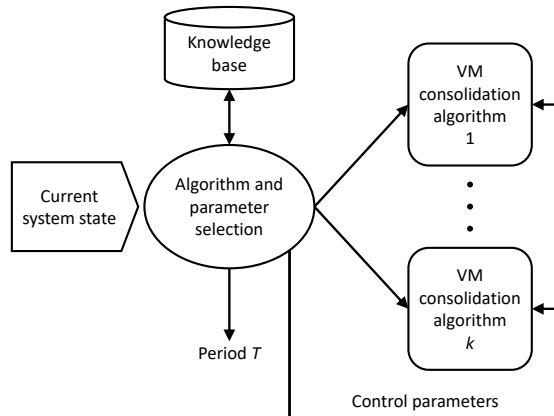 Knowledge
base
VM
consolidation
algorithm
1
Current
system state
Algorithm and
parameter
selection
VM
consolidation
algorithm
k
Period T
Control parameters